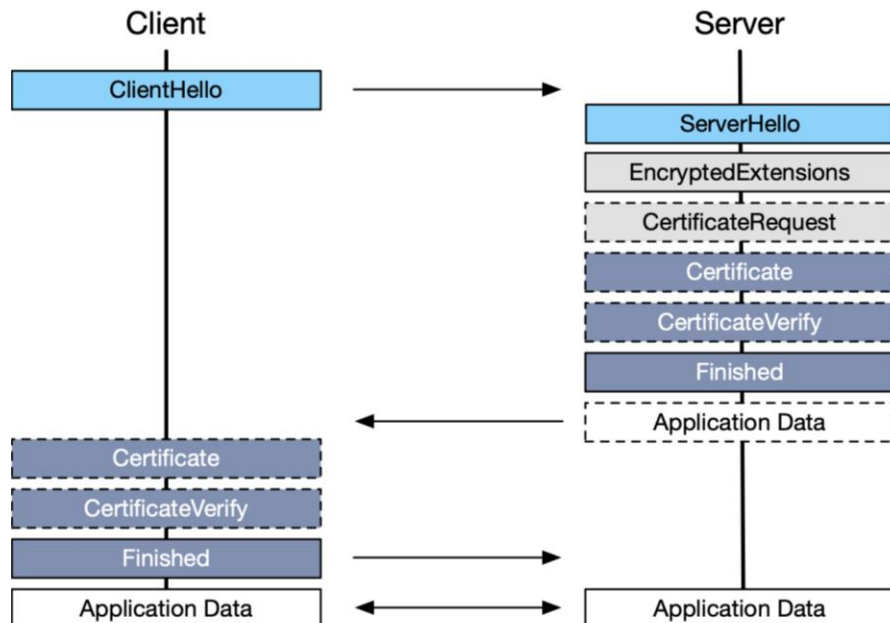 Client
Server
ClientHello
ServerHello
EncryptedExtensions
CertificateRequest
Certificate
CertificateVerify
Finished
Application Data
Certificate
CertificateVerify
Finished
Application Data
Application Data